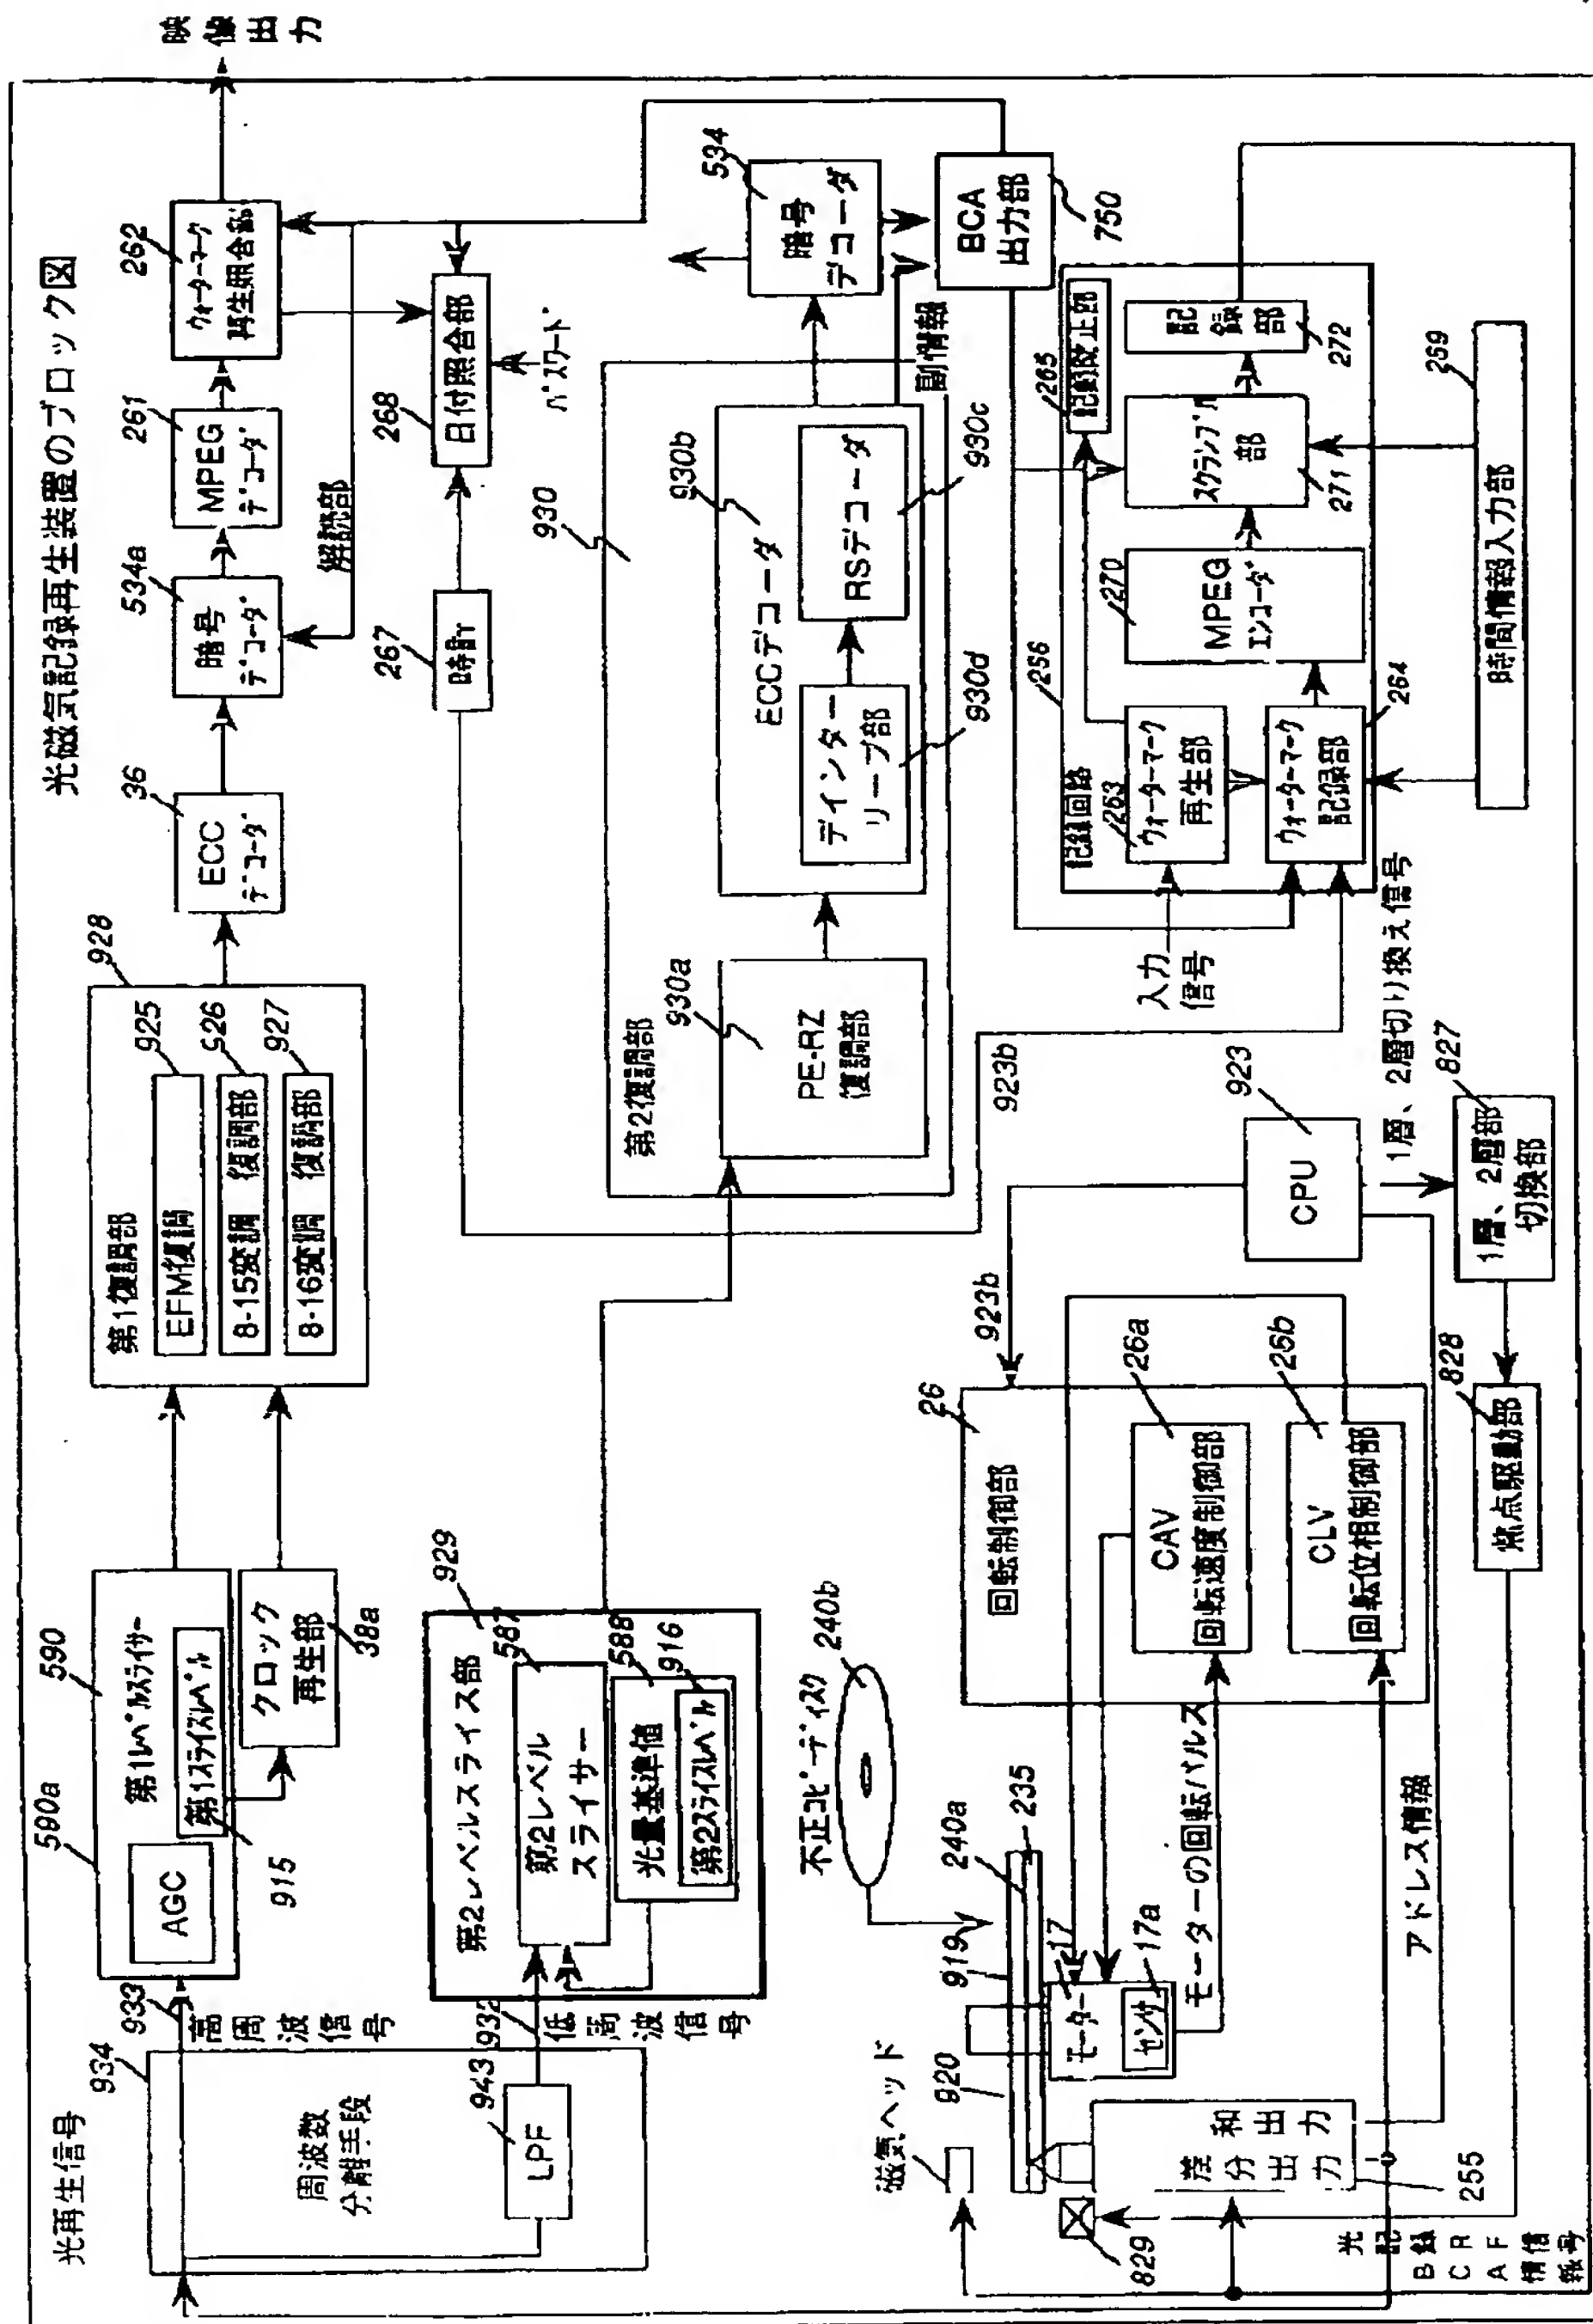 光磁気記録再生装置のブロック図
光再生信号
934
周波数
分離手段
943
LPF
933
高周波信号
932
低周波信号
590a
590
第1レベルスライサー
AGC
第1スライスレベル
915
クロック
再生部
38a
928
第1復調部
EFM復調
925
8-15変調 復調部
926
8-16変調 復調部
927
36
ECC
デコーダ
534a
暗号
デコーダ
261
MPEG
デコーダ
262
ウォーターマーク
再生照合部
映像出力
解読部
267
時計
268
日付照合部
パスワード
929
第2レベルスライス部
587
第2レベル
スライサー
588
光量基準値
916
第2スライスレベル
930
第2復調部
930a
PE-RZ
復調部
930b
ECCデコーダ
デインター
リーブ部
930d
RSデコーダ
930c
副情報
534
暗号
デコーダ
BCA
出力部
750
不正コピーディスク
240b
240a
235
919
920
磁気ヘッド
17
モーター
17a
センサ
モーターの回転パルス
26
回転制御部
26a
CAV
回転速度制御部
26b
CLV
回転位相制御部
923b
923b
923
CPU
1層、2層切り換え信号
827
1層、2層部
切換部
828
焦点駆動部
829
和出力
差分出力
255
アドレス情報
光記録
BCA情報
RF信号
入力
信号
記録回路
266
263
ウォーターマーク
再生部
264
ウォーターマーク
記録部
265
記録防止部
270
MPEG
エンコーダ
271
スクランブル
部
272
記録部
269
時間情報入力部